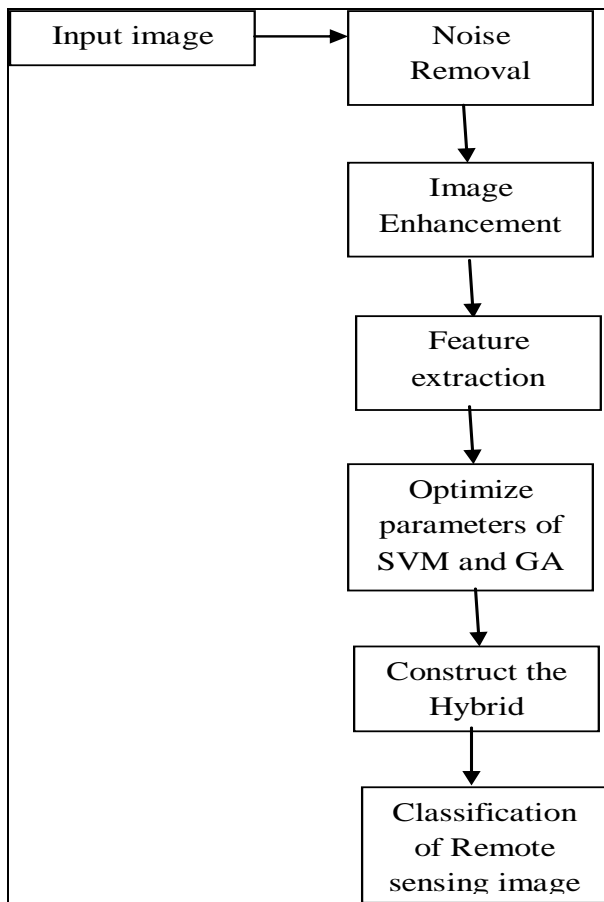 Input image
Noise
Removal
Image
Enhancement
Feature
extraction
Optimize
parameters of
SVM and GA
Construct the
Hybrid
Classification
of Remote
sensing image